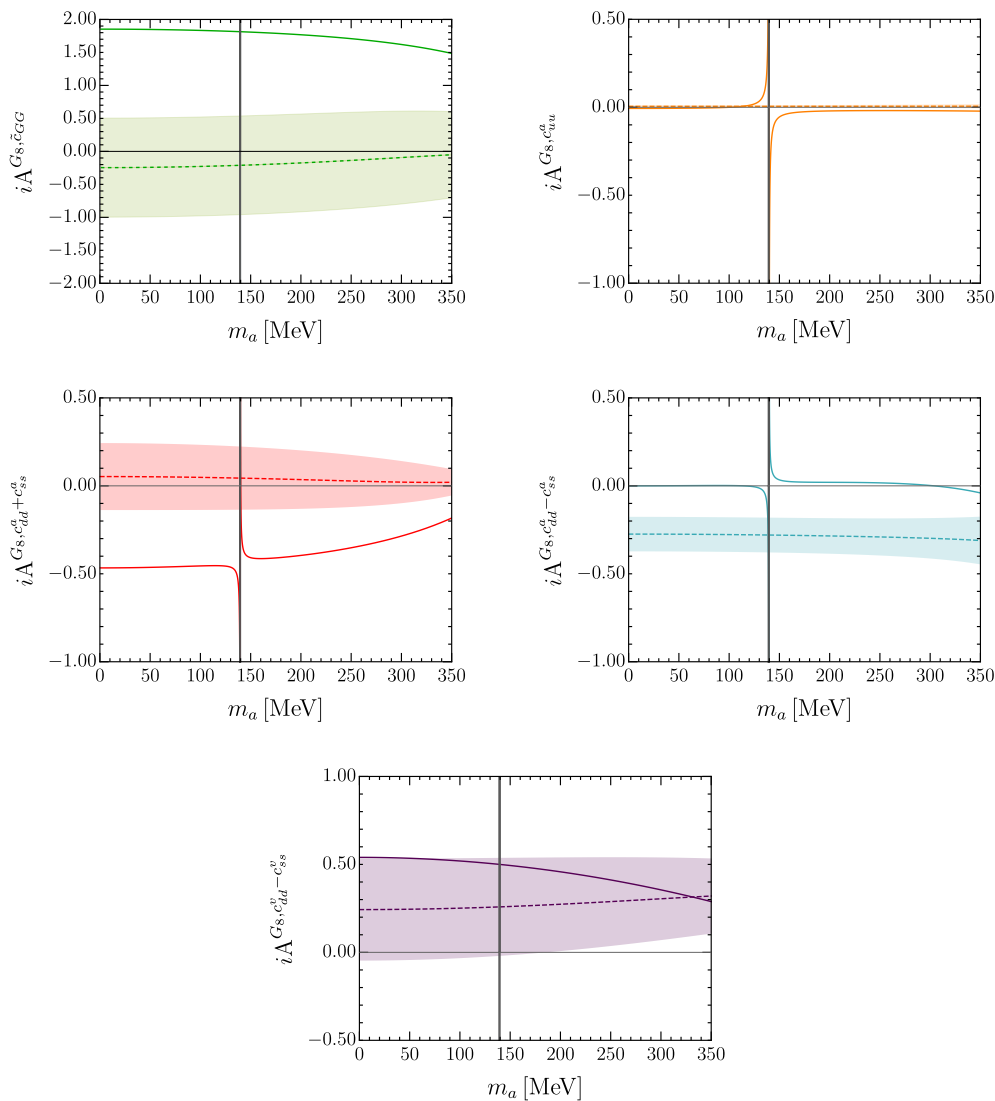 2.00
1.50
1.00
0.50
0.00
−0.50
−1.00
−1.50
−2.00
0 50 100 150 200 250 300 350
m_a [MeV]
iA^{G_8, c̃_{GG}}
0.50
0.00
−0.50
−1.00
0 50 100 150 200 250 300 350
m_a [MeV]
iA^{G_8, c^a_{uu}}
0.50
0.00
−0.50
−1.00
0 50 100 150 200 250 300 350
m_a [MeV]
iA^{G_8, c^a_{dd}+c^a_{ss}}
0.50
0.00
−0.50
−1.00
0 50 100 150 200 250 300 350
m_a [MeV]
iA^{G_8, c^a_{dd}−c^a_{ss}}
1.00
0.50
0.00
−0.50
0 50 100 150 200 250 300 350
m_a [MeV]
iA^{G_8, c^v_{dd}−c^v_{ss}}